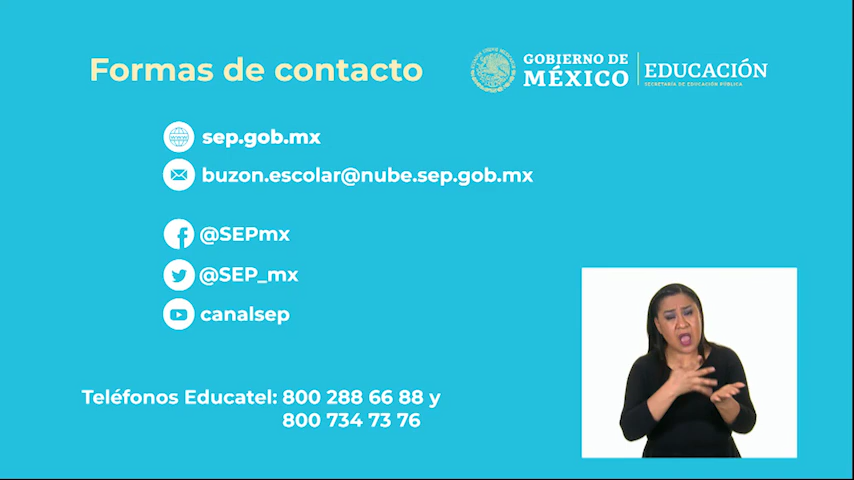 Formas de contacto
GOBIERNO DE
MÉXICO
EDUCACIÓN
SECRETARÍA DE EDUCACIÓN PÚBLICA
sep.gob.mx
buzon.escolar@nube.sep.gob.mx
@SEPmx
@SEP_mx
canalsep
Teléfonos Educatel: 800 288 66 88 y
800 734 73 76